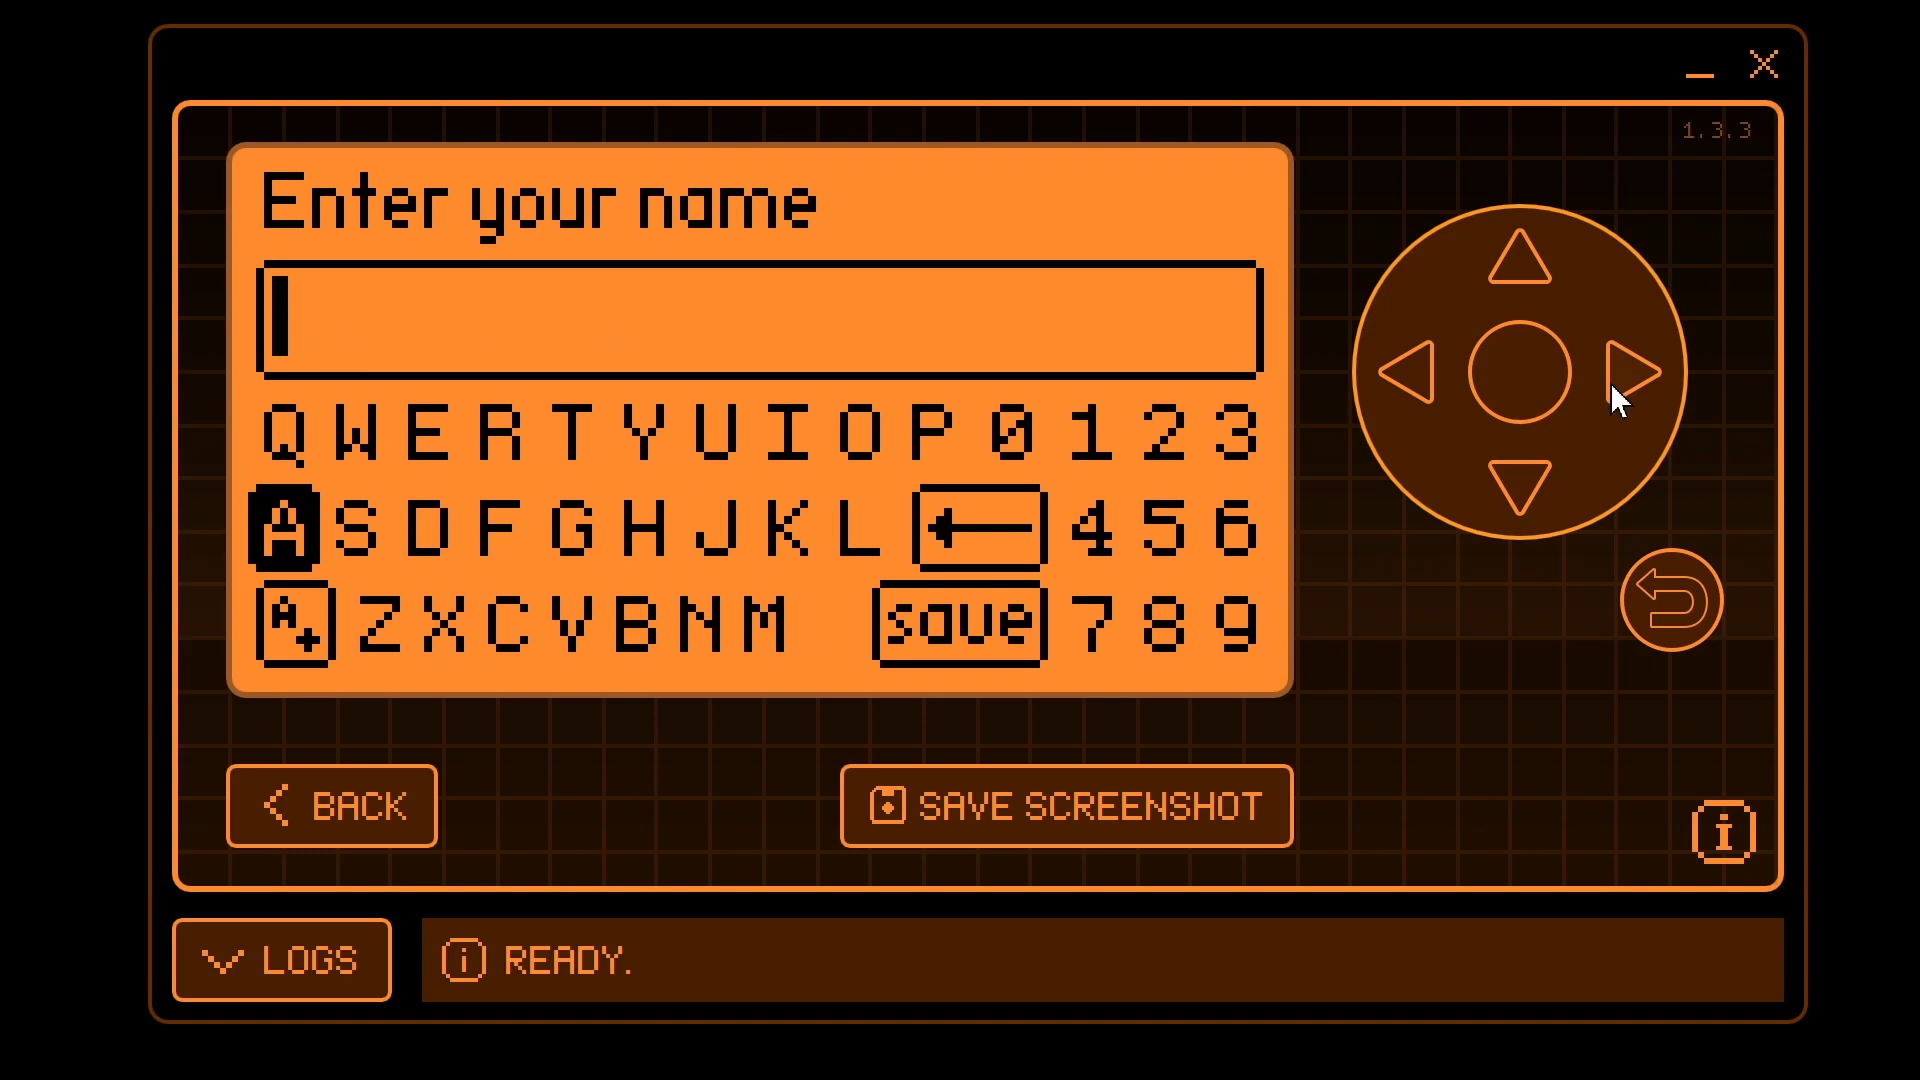 1.3.3
Enter your name
Q W E R T Y U I O P 0 1 2 3
A S D F G H J K L 4 5 6
A+ Z X C V B N M save 7 8 9
BACK
SAVE SCREENSHOT
i
LOGS
i READY.